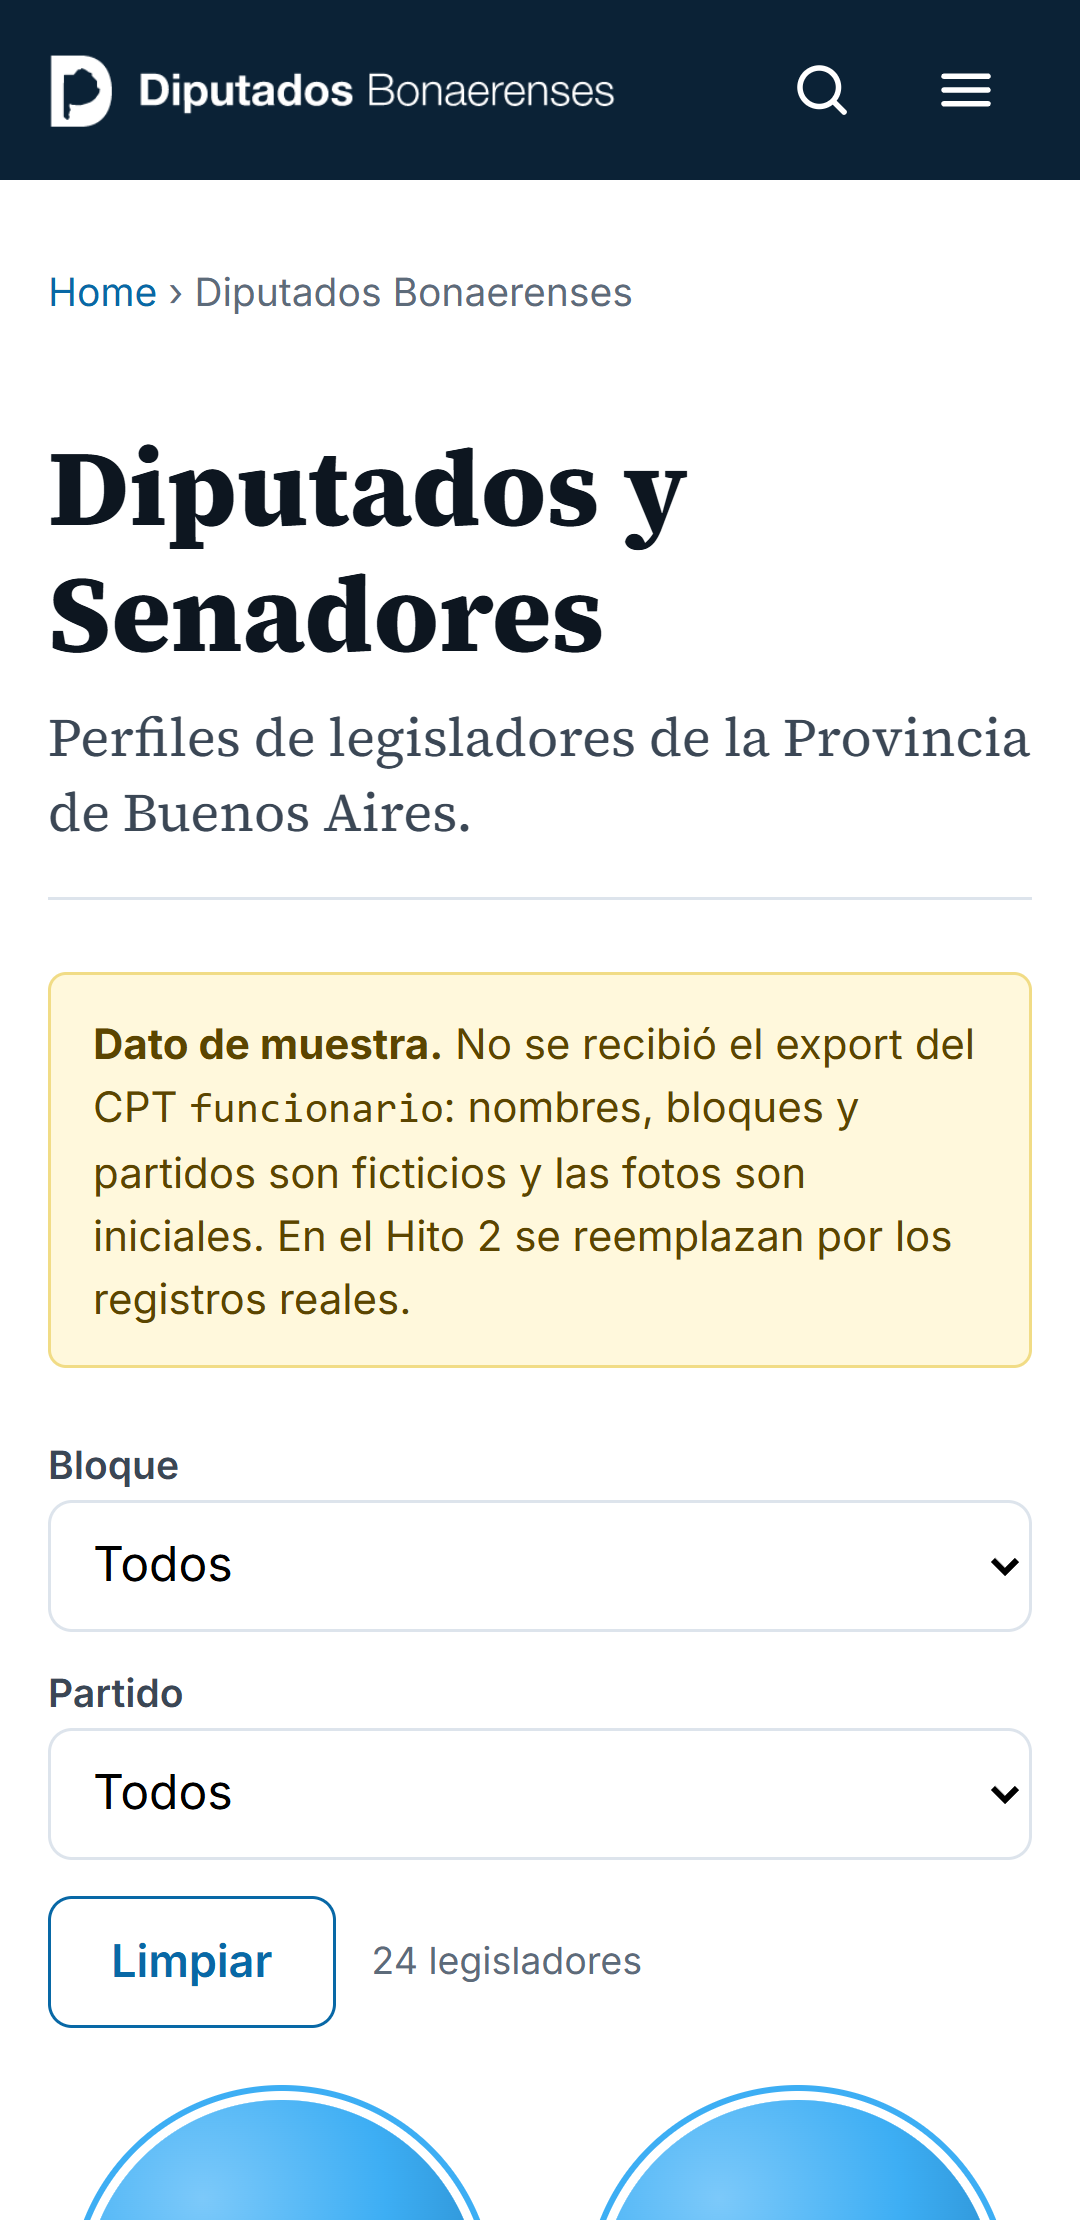 Diputados Bonaerenses
Home › Diputados Bonaerenses
Diputados y
Senadores
Perfiles de legisladores de la Provincia
de Buenos Aires.
Dato de muestra. No se recibió el export del
CPT funcionario: nombres, bloques y
partidos son ficticios y las fotos son
iniciales. En el Hito 2 se reemplazan por los
registros reales.
Bloque
Todos
Partido
Todos
Limpiar
24 legisladores